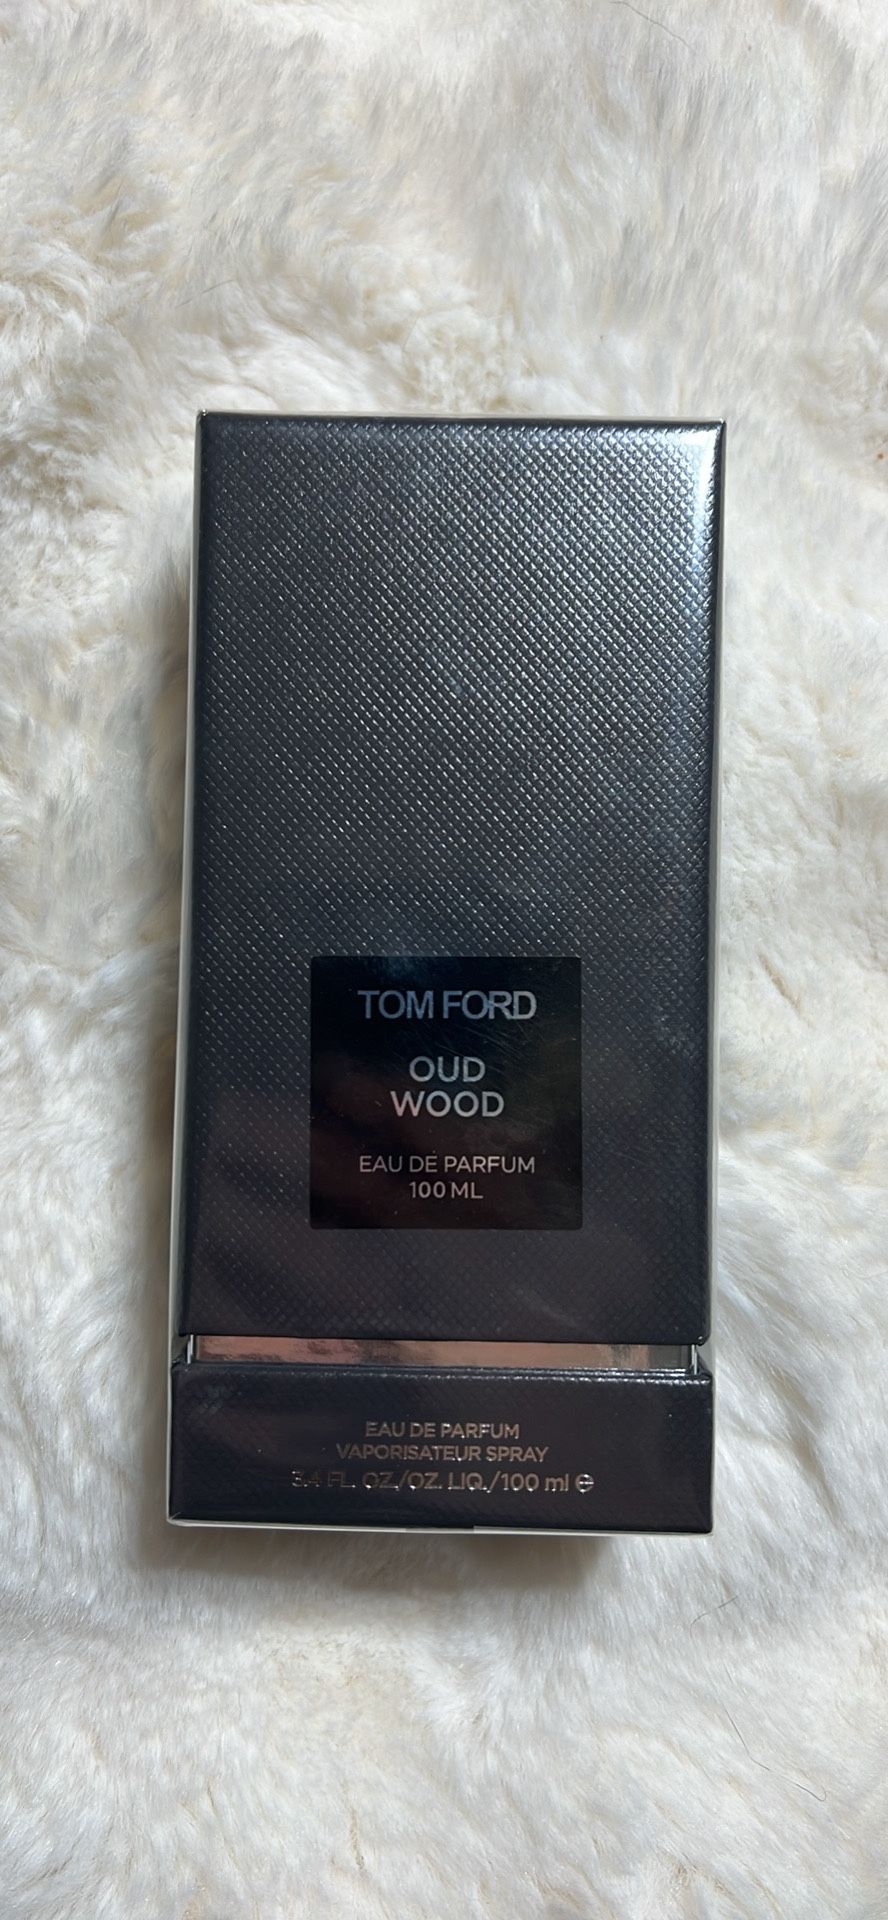 TOM FORD
OUD
WOOD
EAU DE PARFUM
100 ML
EAU DE PARFUM
VAPORISATEUR SPRAY
3.4 FL. OZ./OZ. LIQ./100 ml ℮